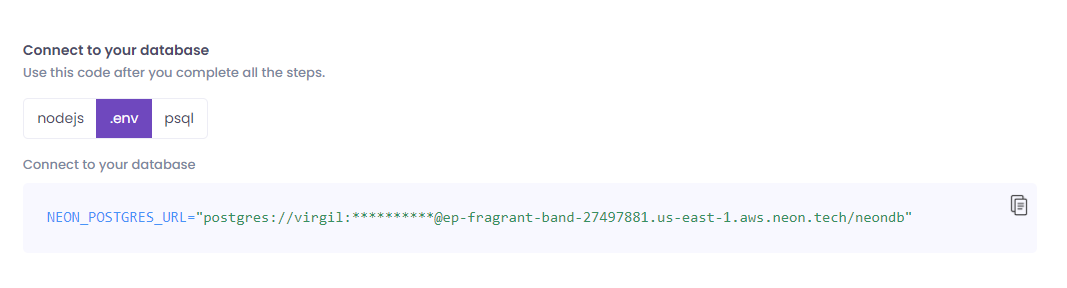 Connect to your database
Use this code after you complete all the steps.
nodejs .env psql
Connect to your database
NEON_POSTGRES_URL="postgres://virgil:**********@ep-fragrant-band-27497881.us-east-1.aws.neon.tech/neondb"